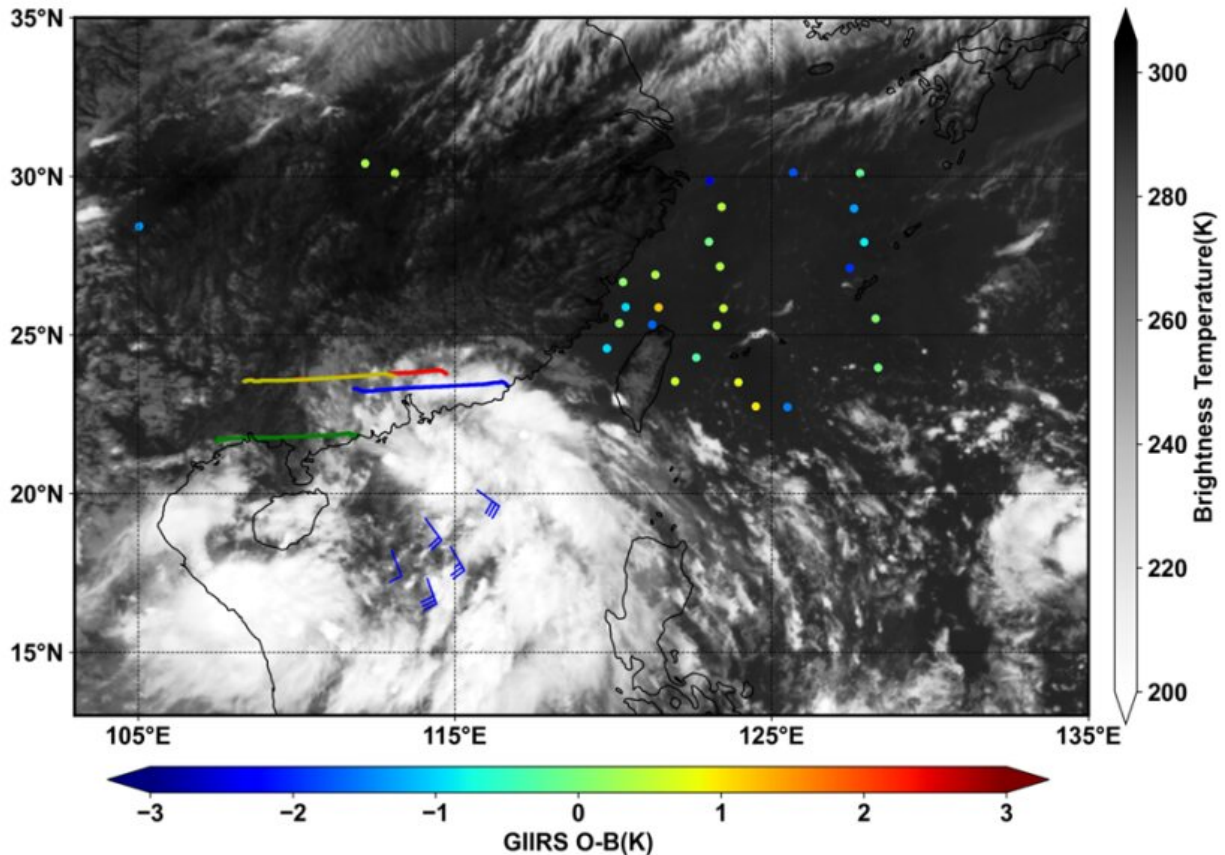 35°N
30°N
25°N
20°N
15°N
105°E 115°E 125°E 135°E
300
280
260
240
220
200
Brightness Temperature(K)
−3 −2 −1 0 1 2 3
GIIRS O-B(K)